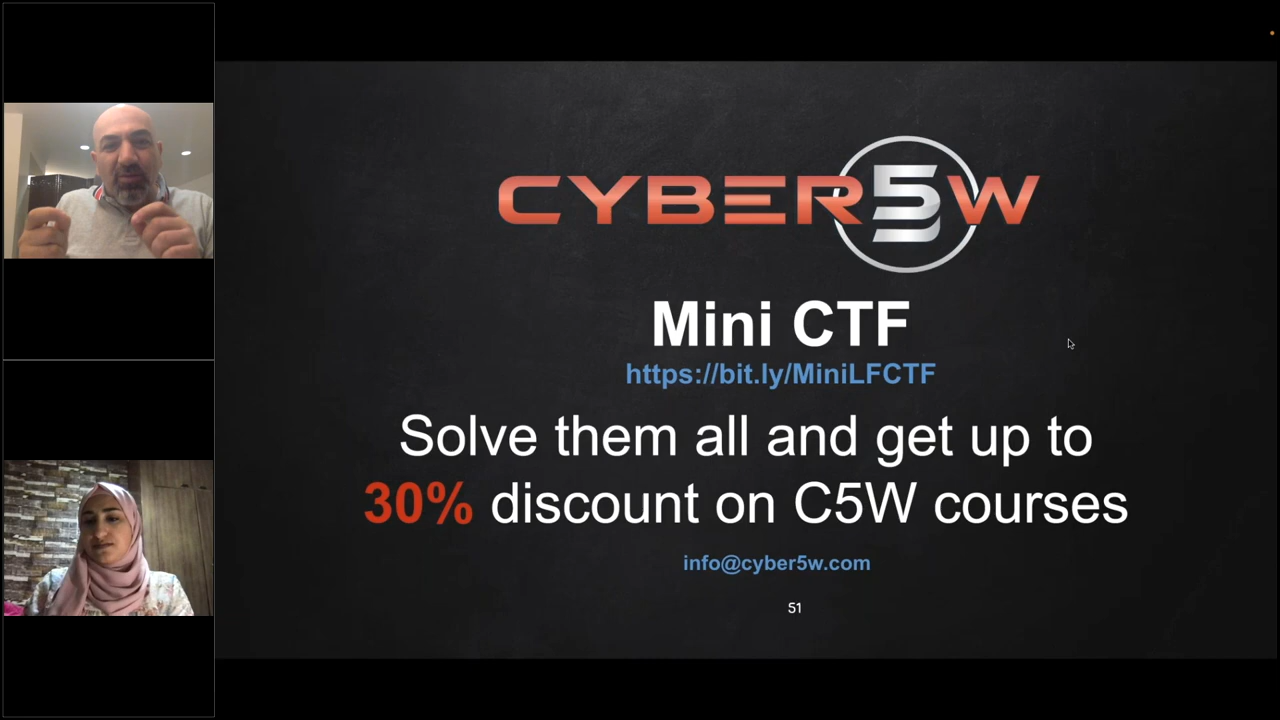 CYBER5W
Mini CTF
https://bit.ly/MiniLFCTF
Solve them all and get up to
30% discount on C5W courses
info@cyber5w.com
51